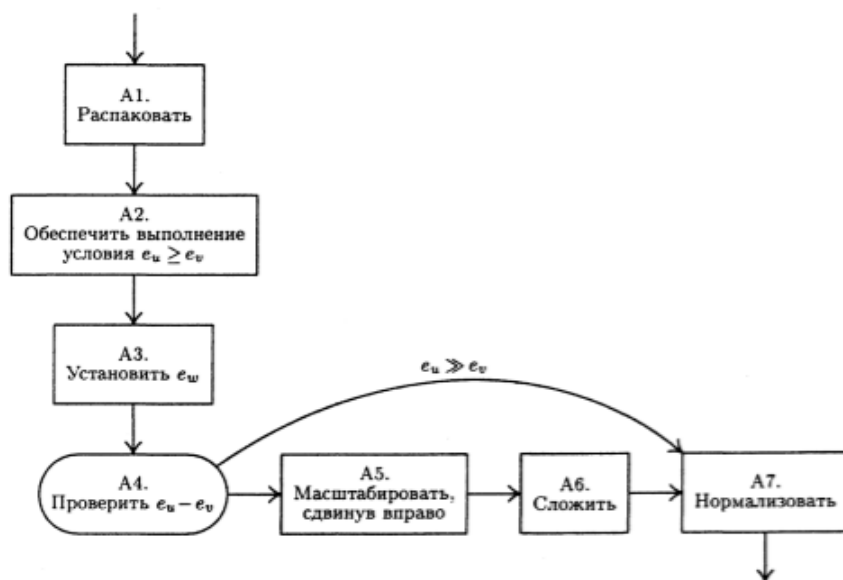 A1.
Распаковать
A2.
Обеспечить выполнение
условия e_u ≥ e_v
A3.
Установить e_w
e_u ≫ e_v
A4.
Проверить e_u − e_v
A5.
Масштабировать,
сдвинув вправо
A6.
Сложить
A7.
Нормализовать